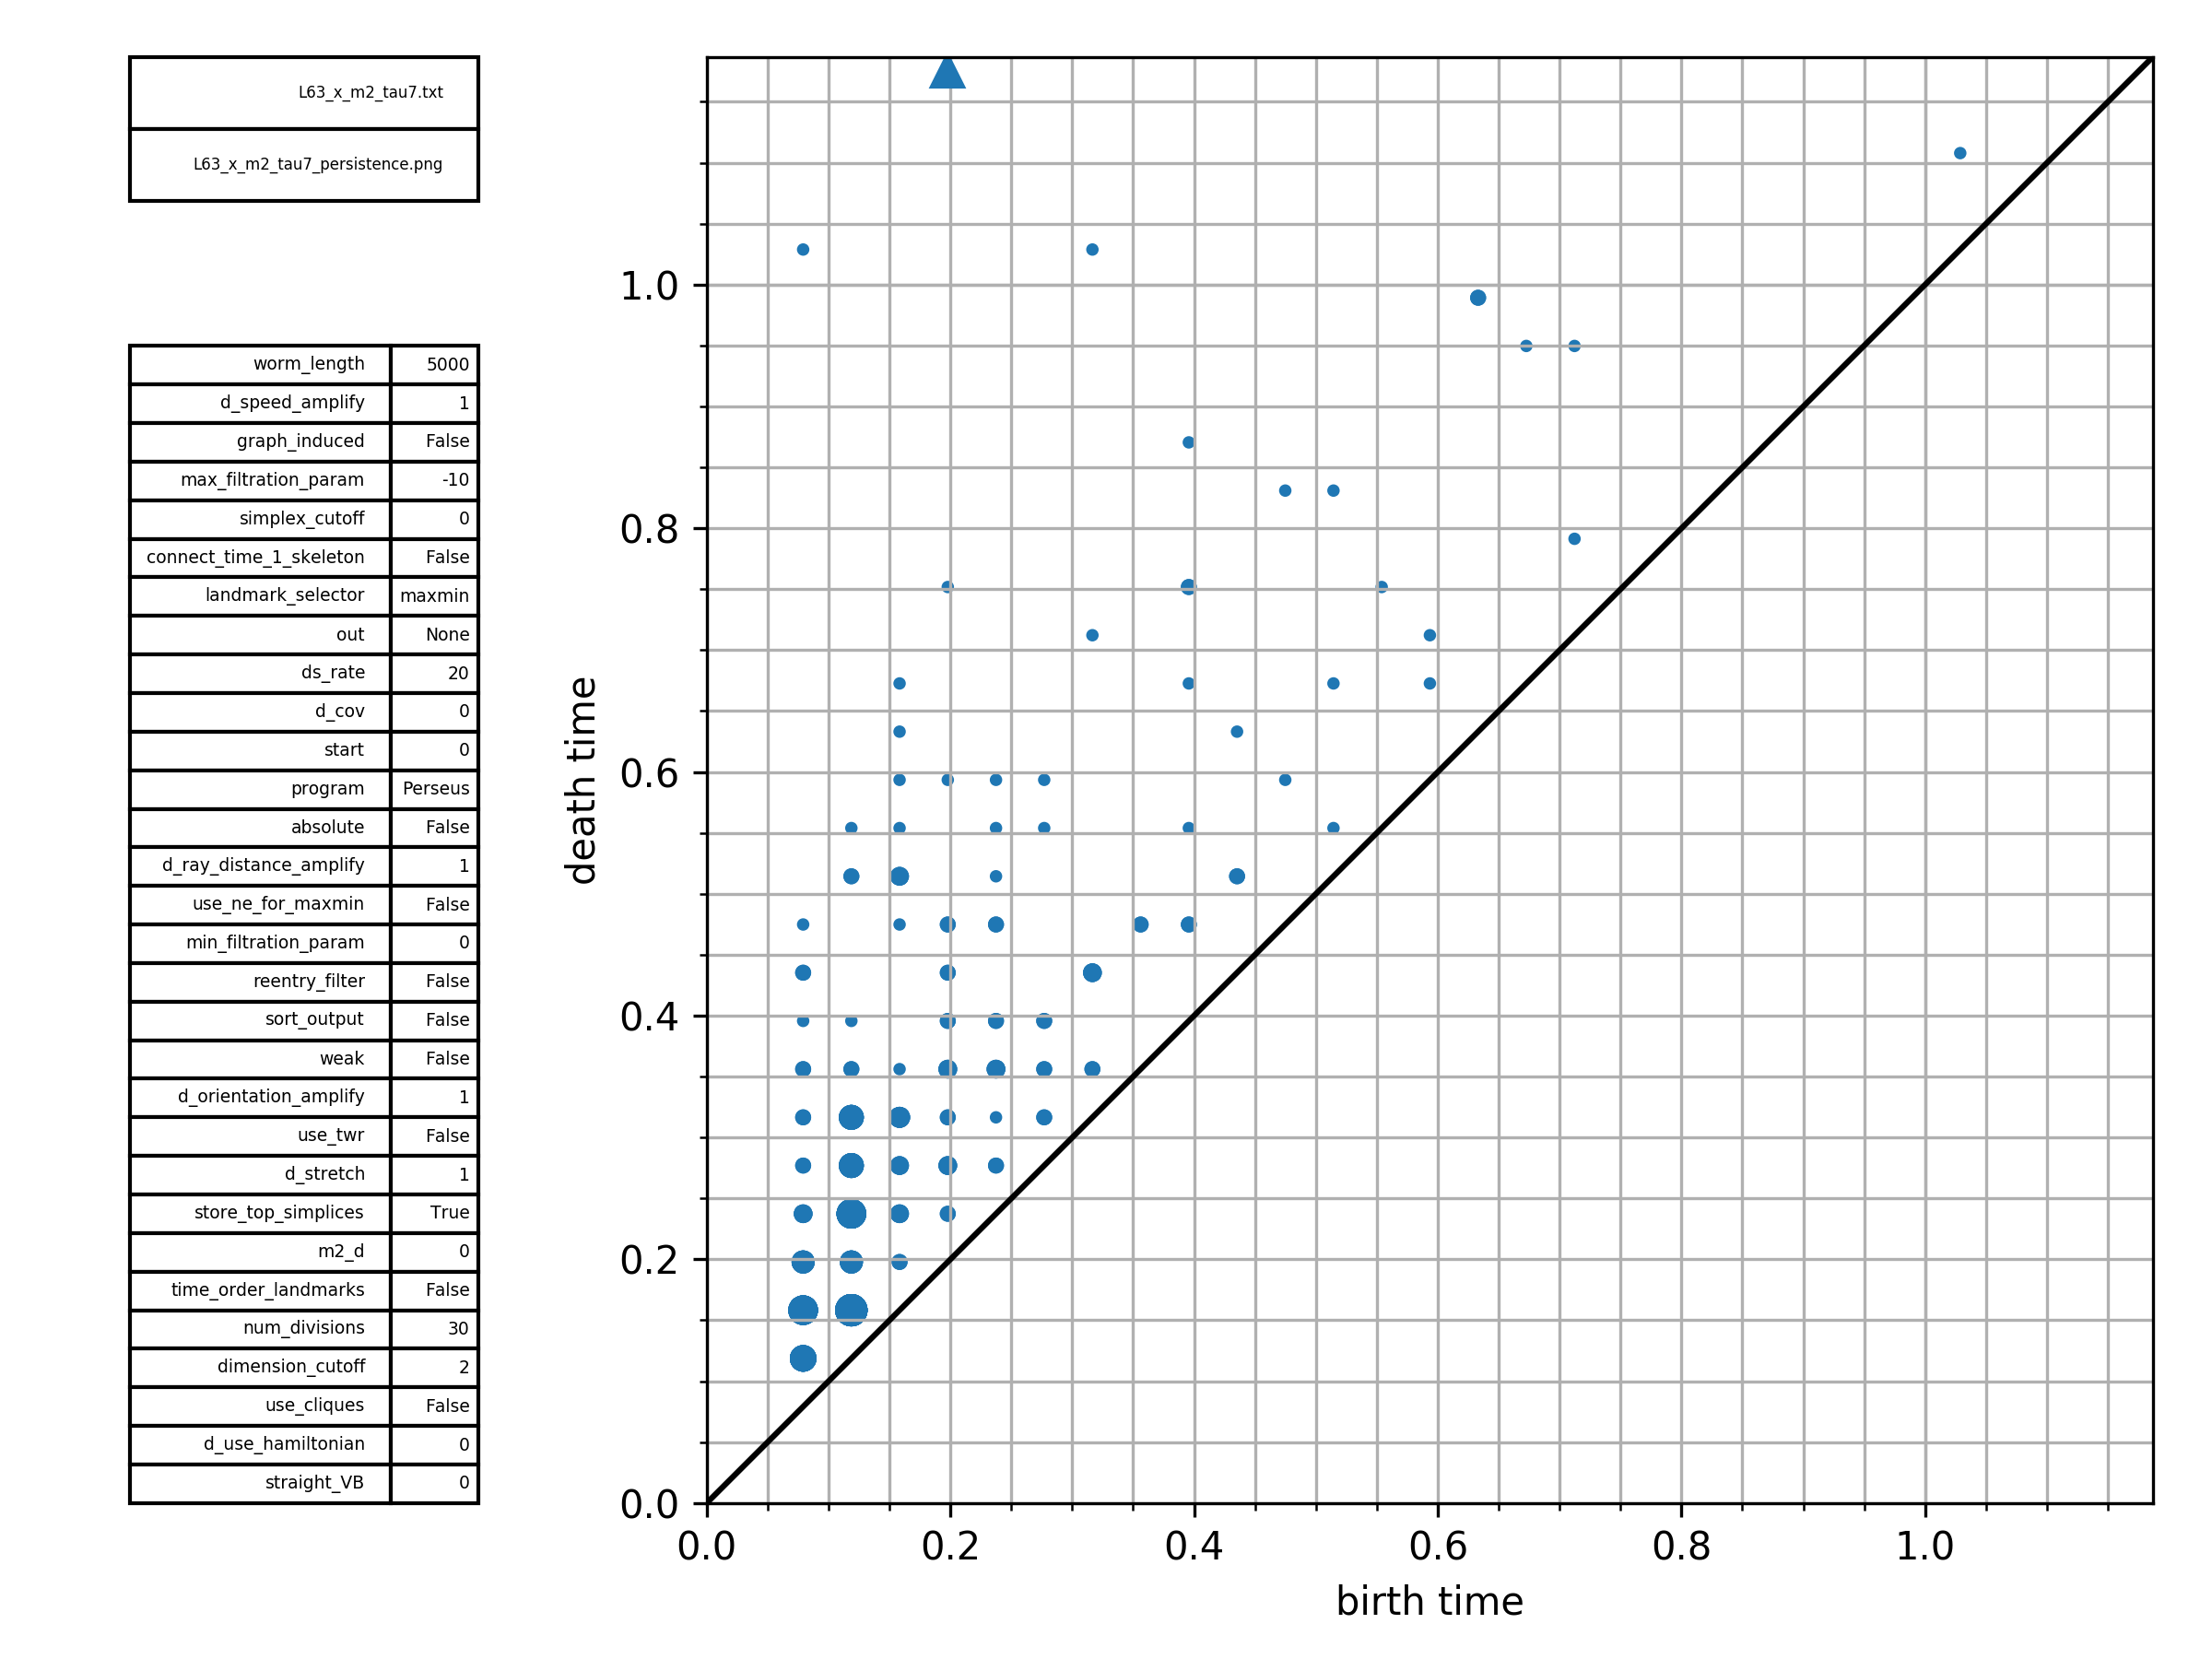 L63_x_m2_tau7.txt
L63_x_m2_tau7_persistence.png
worm_length 5000
d_speed_amplify 1
graph_induced False
max_filtration_param -10
simplex_cutoff 0
connect_time_1_skeleton False
landmark_selector maxmin
out None
ds_rate 20
d_cov 0
start 0
program Perseus
absolute False
d_ray_distance_amplify 1
use_ne_for_maxmin False
min_filtration_param 0
reentry_filter False
sort_output False
weak False
d_orientation_amplify 1
use_twr False
d_stretch 1
store_top_simplices True
m2_d 0
time_order_landmarks False
num_divisions 30
dimension_cutoff 2
use_cliques False
d_use_hamiltonian 0
straight_VB 0
death time
1.0
0.8
0.6
0.4
0.2
0.0
0.0 0.2 0.4 0.6 0.8 1.0
birth time